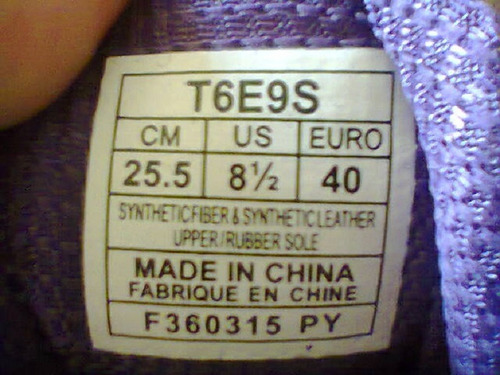 T6E9S
CM US EURO
25.5 8½ 40
SYNTHETIC FIBER & SYNTHETIC LEATHER
UPPER / RUBBER SOLE
MADE IN CHINA
FABRIQUE EN CHINE
F360315 PY